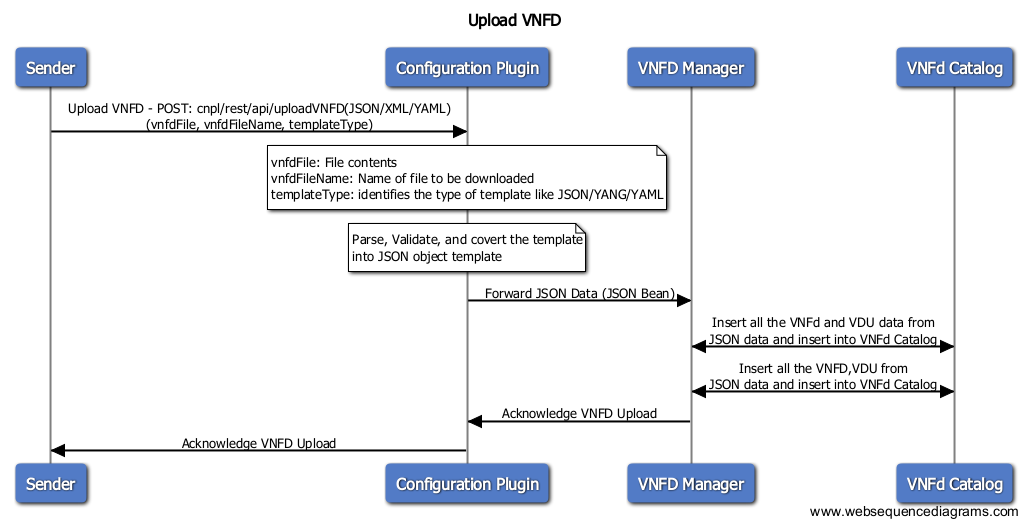 Upload VNFD
Sender
Configuration Plugin
VNFD Manager
VNFd Catalog
Upload VNFD - POST: cnpl/rest/api/uploadVNFD(JSON/XML/YAML)
(vnfdFile, vnfdFileName, templateType)
vnfdFile: File contents
vnfdFileName: Name of file to be downloaded
templateType: identifies the type of template like JSON/YANG/YAML
Parse, Validate, and covert the template
into JSON object template
Forward JSON Data (JSON Bean)
Insert all the VNFd and VDU data from
JSON data and insert into VNFd Catalog
Insert all the VNFD,VDU from
JSON data and insert into VNFd Catalog
Acknowledge VNFD Upload
Acknowledge VNFD Upload
Sender
Configuration Plugin
VNFD Manager
VNFd Catalog
www.websequencediagrams.com